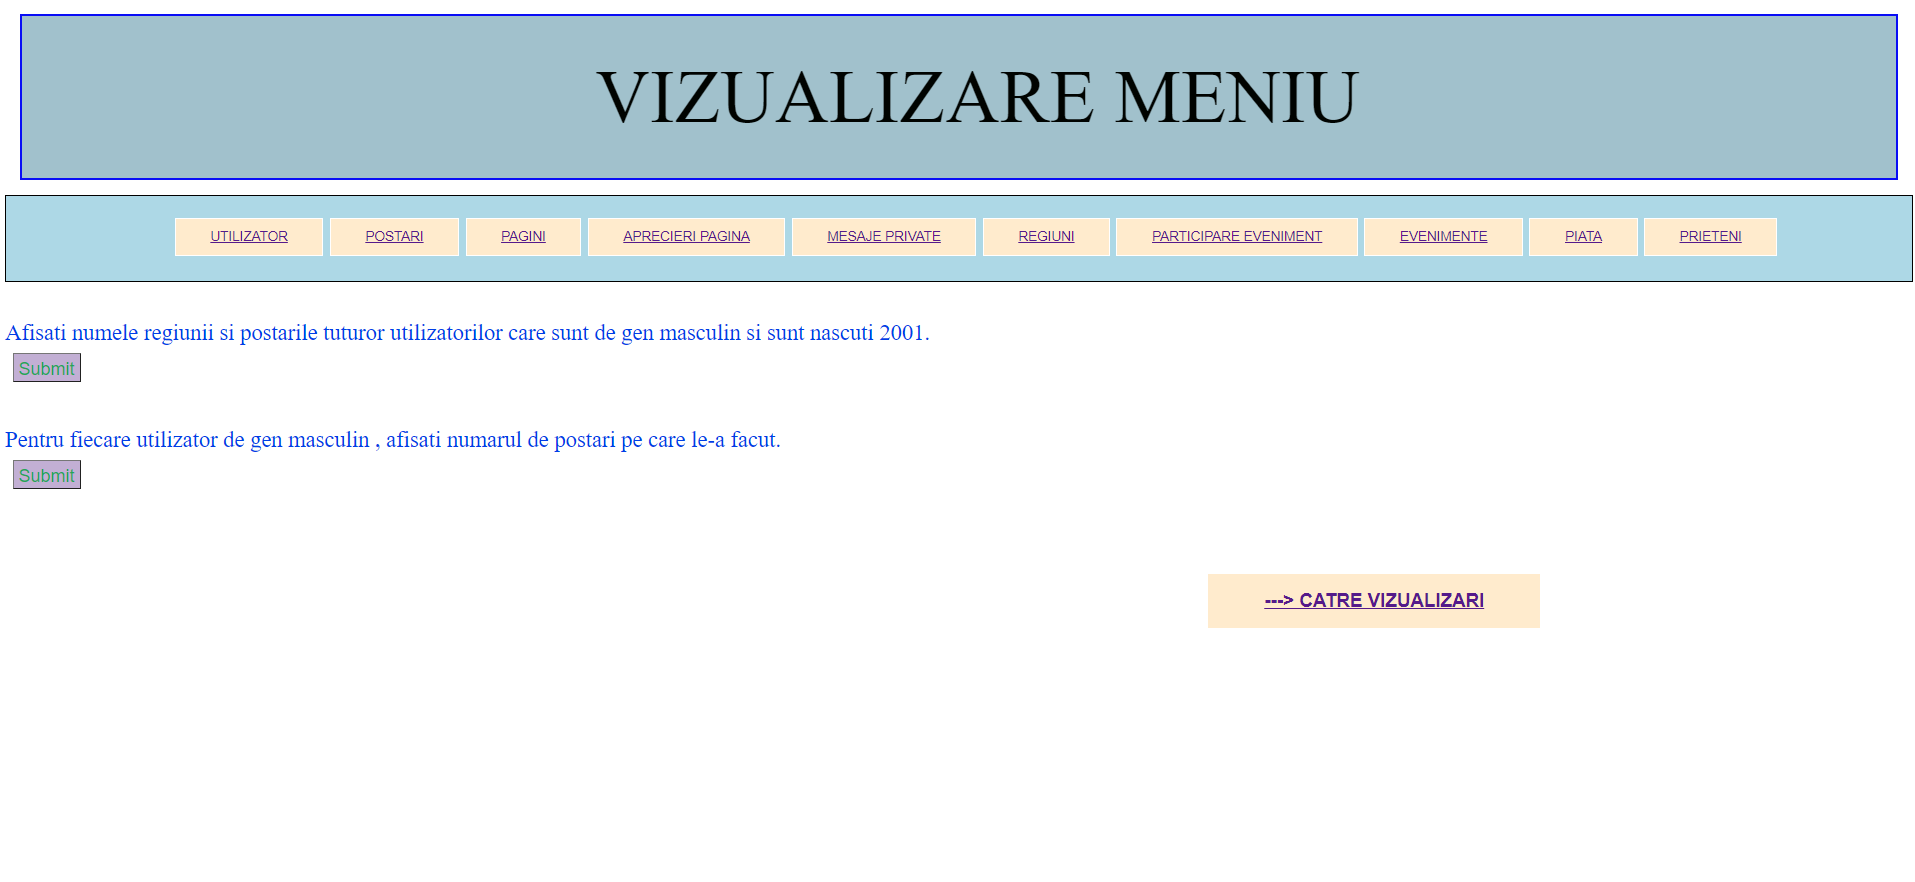 VIZUALIZARE MENIU
UTILIZATOR POSTARI PAGINI APRECIERI PAGINA MESAJE PRIVATE REGIUNI PARTICIPARE EVENIMENT EVENIMENTE PIATA PRIETENI
Afisati numele regiunii si postarile tuturor utilizatorilor care sunt de gen masculin si sunt nascuti 2001.
Submit
Pentru fiecare utilizator de gen masculin , afisati numarul de postari pe care le-a facut.
Submit
---> CATRE VIZUALIZARI